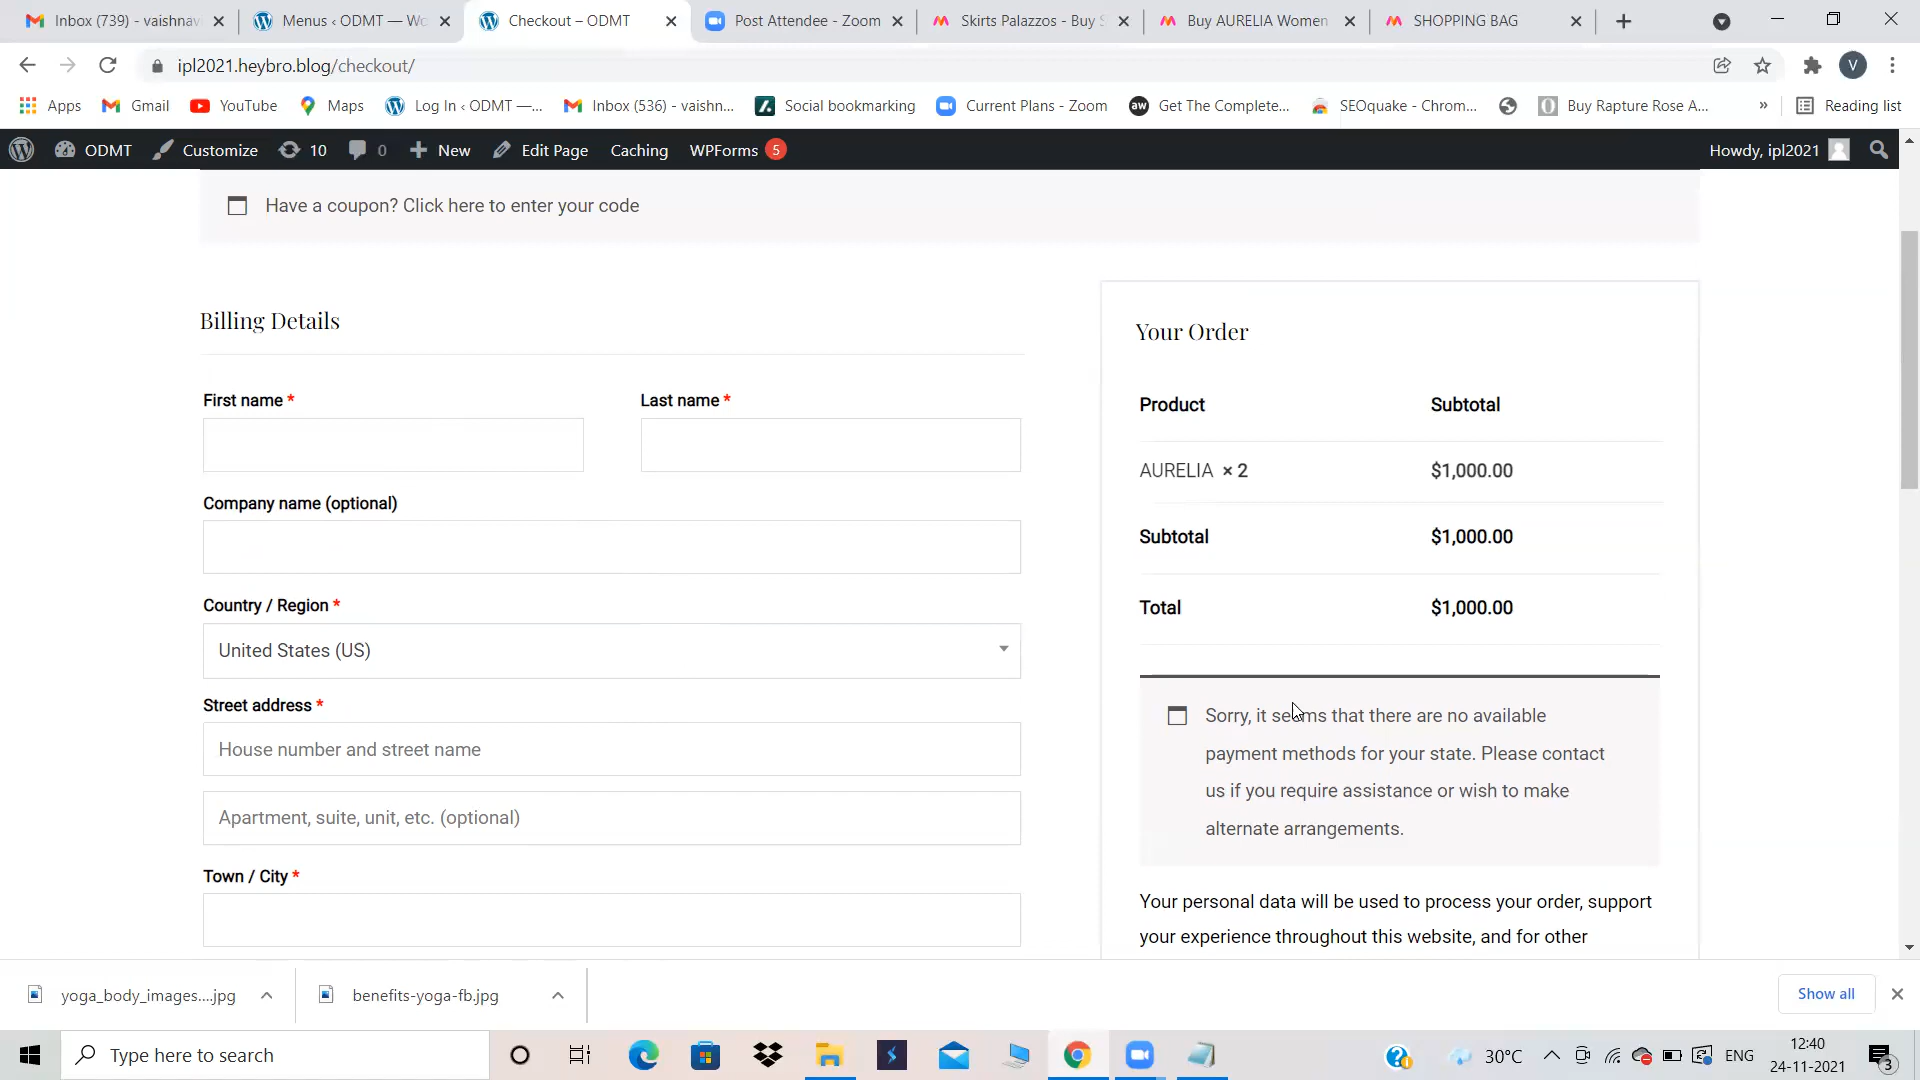 Inbox (739) - vaishnav
Menus ‹ ODMT — Wo
Checkout – ODMT
Post Attendee - Zoom
Skirts Palazzos - Buy S
Buy AURELIA Women
SHOPPING BAG
ipl2021.heybro.blog/checkout/
V
Apps
Gmail
YouTube
Maps
Log In ‹ ODMT —...
Inbox (536) - vaishn...
Social bookmarking
Current Plans - Zoom
aw
Get The Complete...
SEOquake - Chrom...
Buy Rapture Rose A...
»
Reading list
ODMT
Customize
10
0
New
Edit Page
Caching
WPForms 5
Howdy, ipl2021
Have a coupon? Click here to enter your code
Billing Details
First name *
Last name *
Company name (optional)
Country / Region *
United States (US)
Street address *
House number and street name
Apartment, suite, unit, etc. (optional)
Town / City *
Your Order
Product Subtotal
AURELIA × 2 $1,000.00
Subtotal $1,000.00
Total $1,000.00
Sorry, it seems that there are no available
payment methods for your state. Please contact
us if you require assistance or wish to make
alternate arrangements.
Your personal data will be used to process your order, support
your experience throughout this website, and for other
yoga_body_images....jpg
benefits-yoga-fb.jpg
Show all
Type here to search
30°C
ENG
12:40
24-11-2021
3